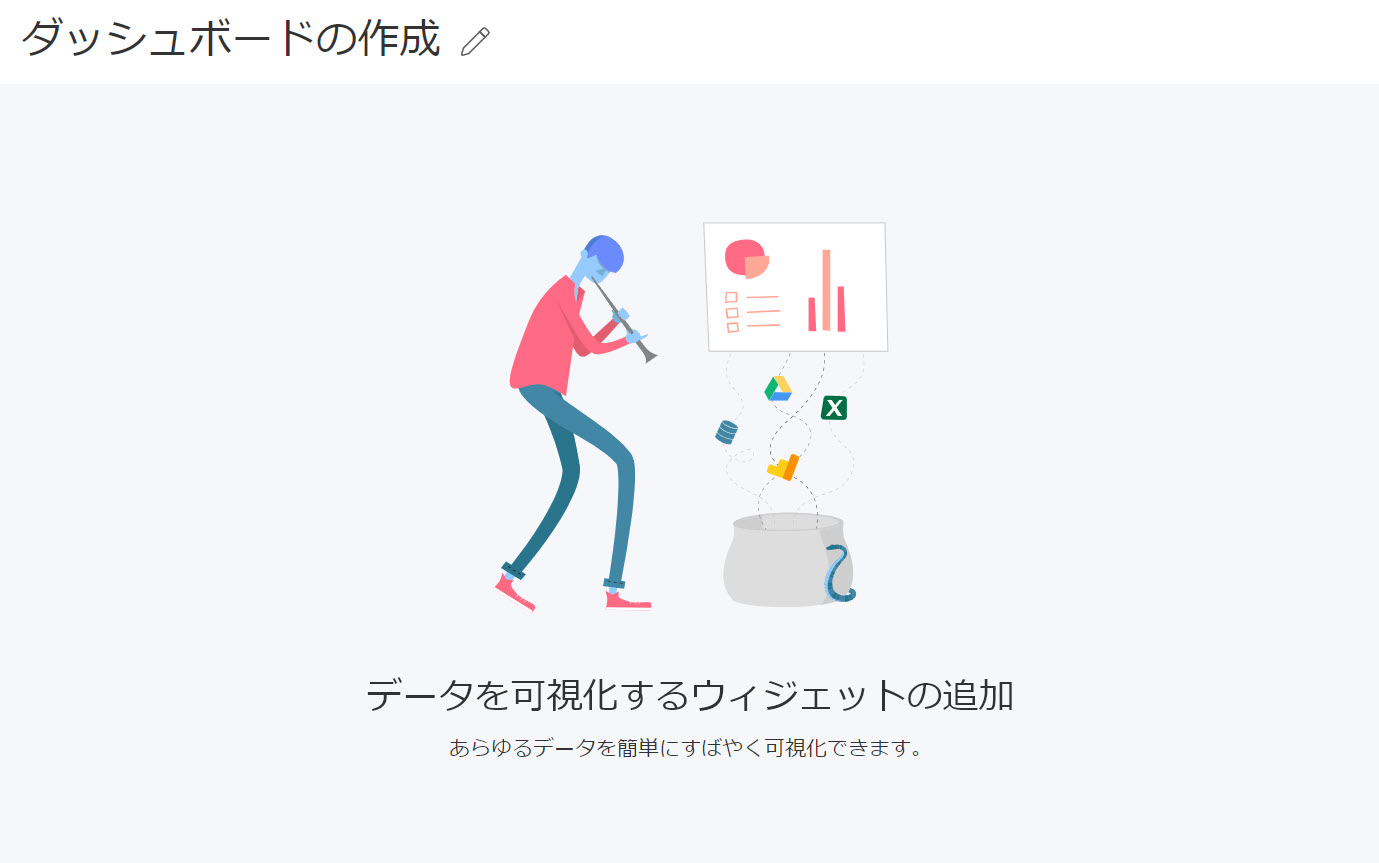 ダッシュボードの作成
X
データを可視化するウィジェットの追加
あらゆるデータを簡単にすばやく可視化できます。